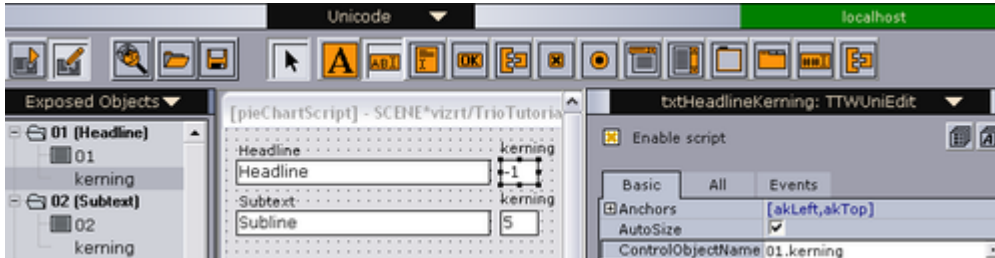 Unicode
localhost
A
ABI
OK
Exposed Objects
01 (Headline)
01
kerning
02 (Subtext)
02
kerning
[pieChartScript] - SCENE*vizrt/TrioTutoria
Headline kerning
Headline -1
Subtext kerning
Subline 5
txtHeadlineKerning: TTWUniEdit
Enable script
Basic All Events
Anchors [akLeft,akTop]
AutoSize
ControlObjectName 01.kerning